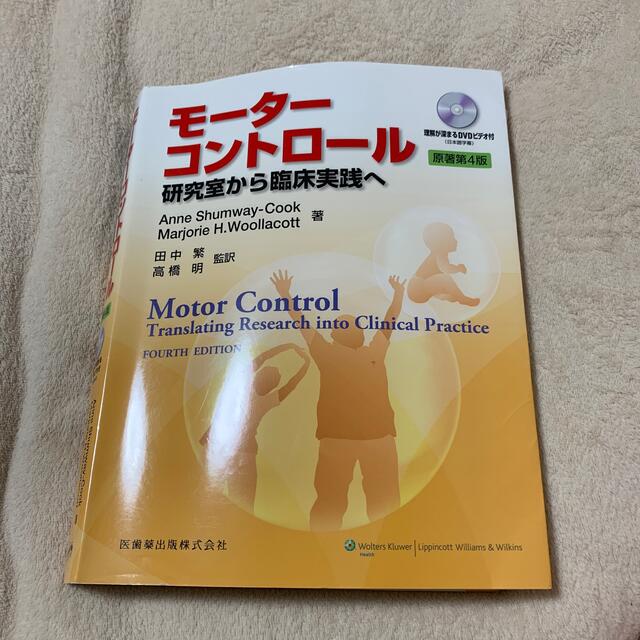 モーター
コントロール
研究室から臨床実践へ
理解が深まるDVDビデオ付
(日本語字幕)
原著第4版
Anne Shumway-Cook
Marjorie H.Woollacott 著
田中 繁
高橋 明 監訳
Motor Control
Translating Research into Clinical Practice
FOURTH EDITION
医歯薬出版株式会社
Wolters Kluwer | Lippincott Williams & Wilkins
Health